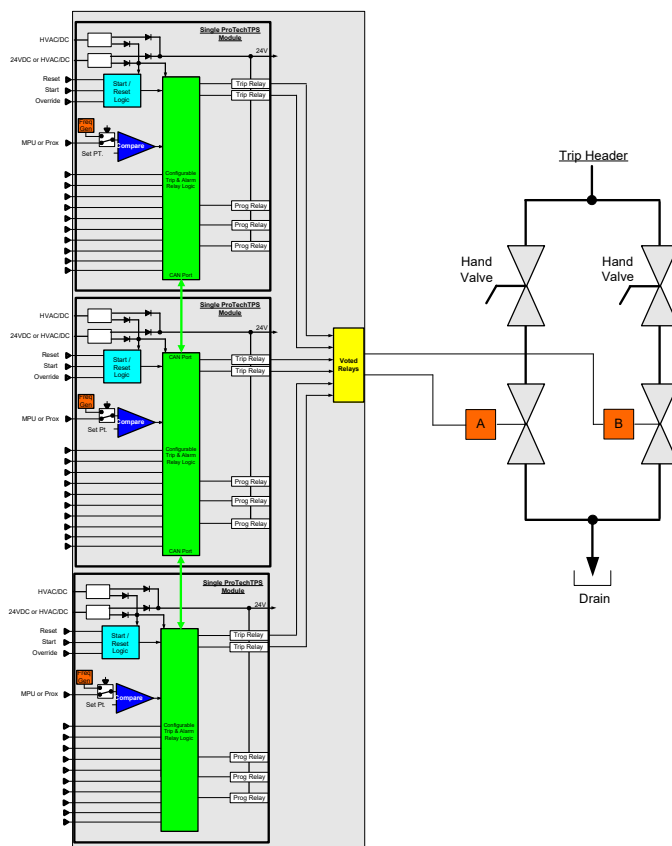 Single ProTechTPS
Module
HVAC/DC
24VDC or HVAC/DC
24V
Reset
Start
Override
Start /
Reset
Logic
Trip Relay
Trip Relay
Freq
Gen
MPU or Prox
Set PT.
Compare
Configurable
Trip & Alarm
Relay Logic
Prog Relay
Prog Relay
Prog Relay
CAN Port
Single ProTechTPS
Module
HVAC/DC
24VDC or HVAC/DC
24V
CAN Port
Reset
Start
Override
Start /
Reset
Logic
Trip Relay
Trip Relay
Freq
Gen
MPU or Prox
Set Pt.
Compare
Configurable
Trip & Alarm
Relay Logic
Prog Relay
Prog Relay
Prog Relay
CAN Port
Single ProTechTPS
Module
HVAC/DC
24VDC or HVAC/DC
24V
Reset
Start
Override
Start /
Reset
Logic
Trip Relay
Trip Relay
Freq
Gen
MPU or Prox
Set Pt.
Compare
Configurable
Trip & Alarm
Relay Logic
Prog Relay
Prog Relay
Prog Relay
Voted
Relays
Trip Header
Hand
Valve
Hand
Valve
A
B
Drain